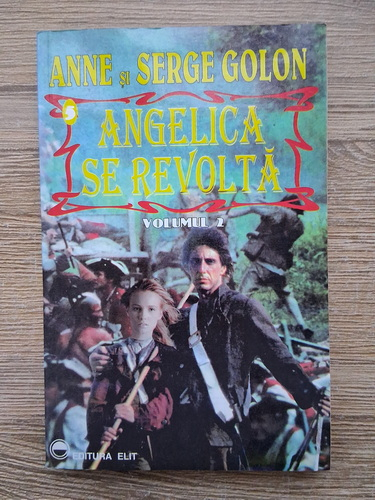 ANNE ȘI SERGE GOLON
5
ANGELICA
SE REVOLTĂ
VOLUMUL 2
e
EDITURA ELIT